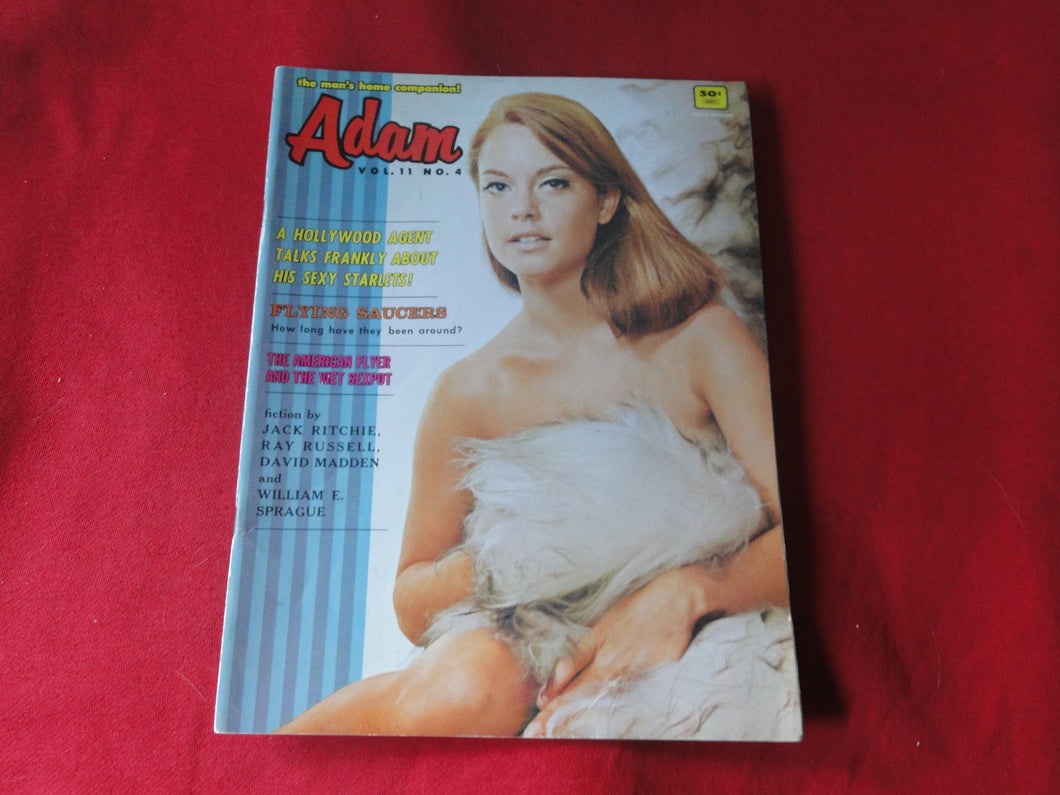 the man's home companion!
50¢
Adam
VOL. 11 NO. 4
A HOLLYWOOD AGENT
TALKS FRANKLY ABOUT
HIS SEXY STARLETS!
FLYING SAUCERS
How long have they been around?
THE AMERICAN FLYER
AND THE WET SEXPOT
fiction by
JACK RITCHIE,
RAY RUSSELL,
DAVID MADDEN
and
WILLIAM E.
SPRAGUE